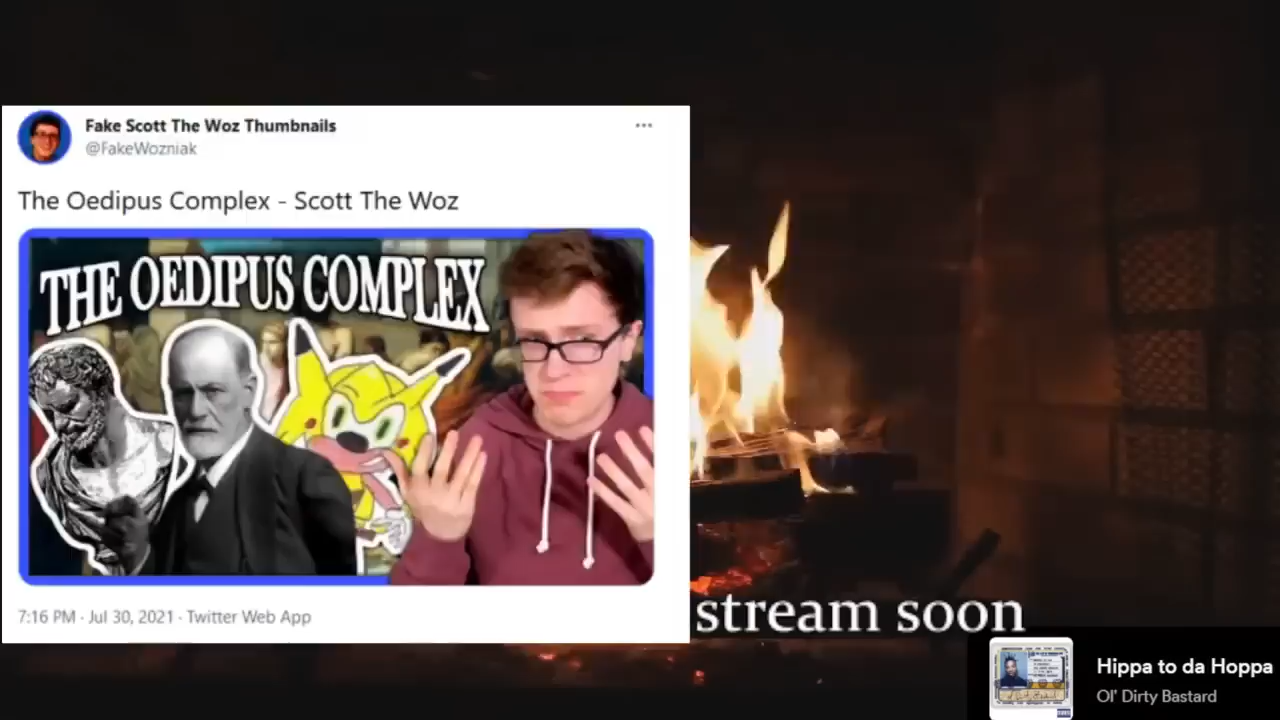 Fake Scott The Woz Thumbnails
@FakeWozniak
The Oedipus Complex - Scott The Woz
THE OEDIPUS COMPLEX
7:16 PM · Jul 30, 2021 · Twitter Web App
stream soon
Hippa to da Hoppa
Ol' Dirty Bastard